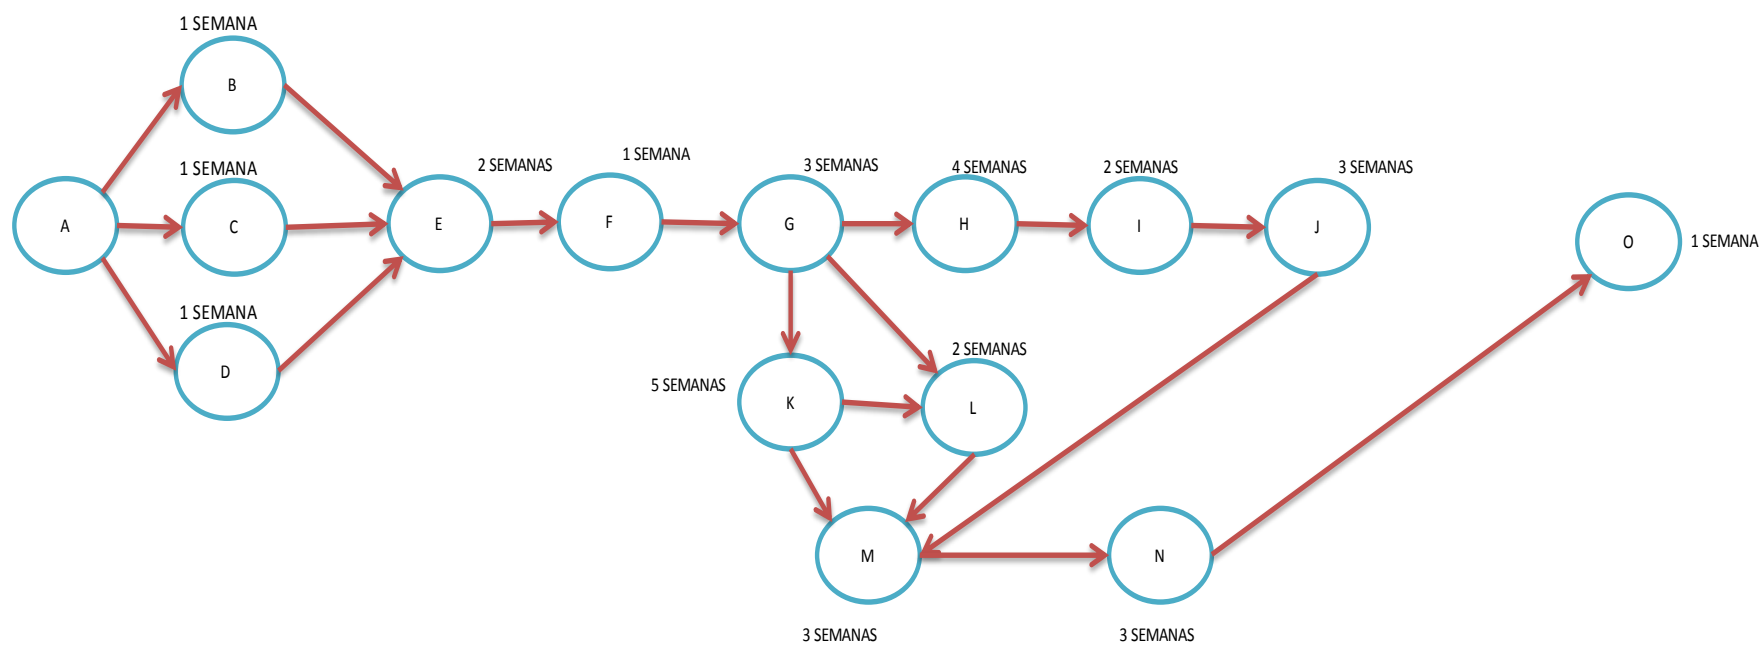 1 SEMANA
B
1 SEMANA
A
C
1 SEMANA
D
2 SEMANAS
E
1 SEMANA
F
3 SEMANAS
G
4 SEMANAS
H
2 SEMANAS
I
3 SEMANAS
J
O
1 SEMANA
5 SEMANAS
K
2 SEMANAS
L
M
3 SEMANAS
N
3 SEMANAS